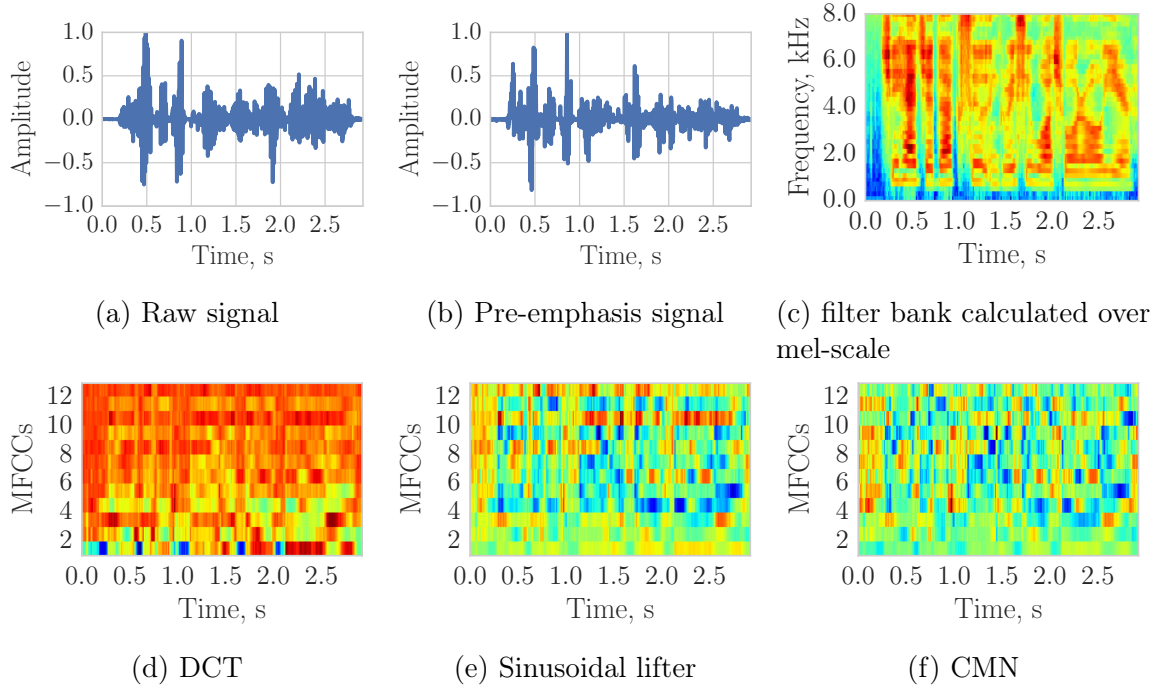 1.0
0.5
0.0
−0.5
−1.0
Amplitude
0.0 0.5 1.0 1.5 2.0 2.5
Time, s
(a) Raw signal
1.0
0.5
0.0
−0.5
−1.0
Amplitude
0.0 0.5 1.0 1.5 2.0 2.5
Time, s
(b) Pre-emphasis signal
8.0
6.0
4.0
2.0
0.0
Frequency, kHz
0.0 0.5 1.0 1.5 2.0 2.5
Time, s
(c) filter bank calculated over
mel-scale
12
10
8
6
4
2
MFCCs
0.0 0.5 1.0 1.5 2.0 2.5
Time, s
(d) DCT
12
10
8
6
4
2
MFCCs
0.0 0.5 1.0 1.5 2.0 2.5
Time, s
(e) Sinusoidal lifter
12
10
8
6
4
2
MFCCs
0.0 0.5 1.0 1.5 2.0 2.5
Time, s
(f) CMN